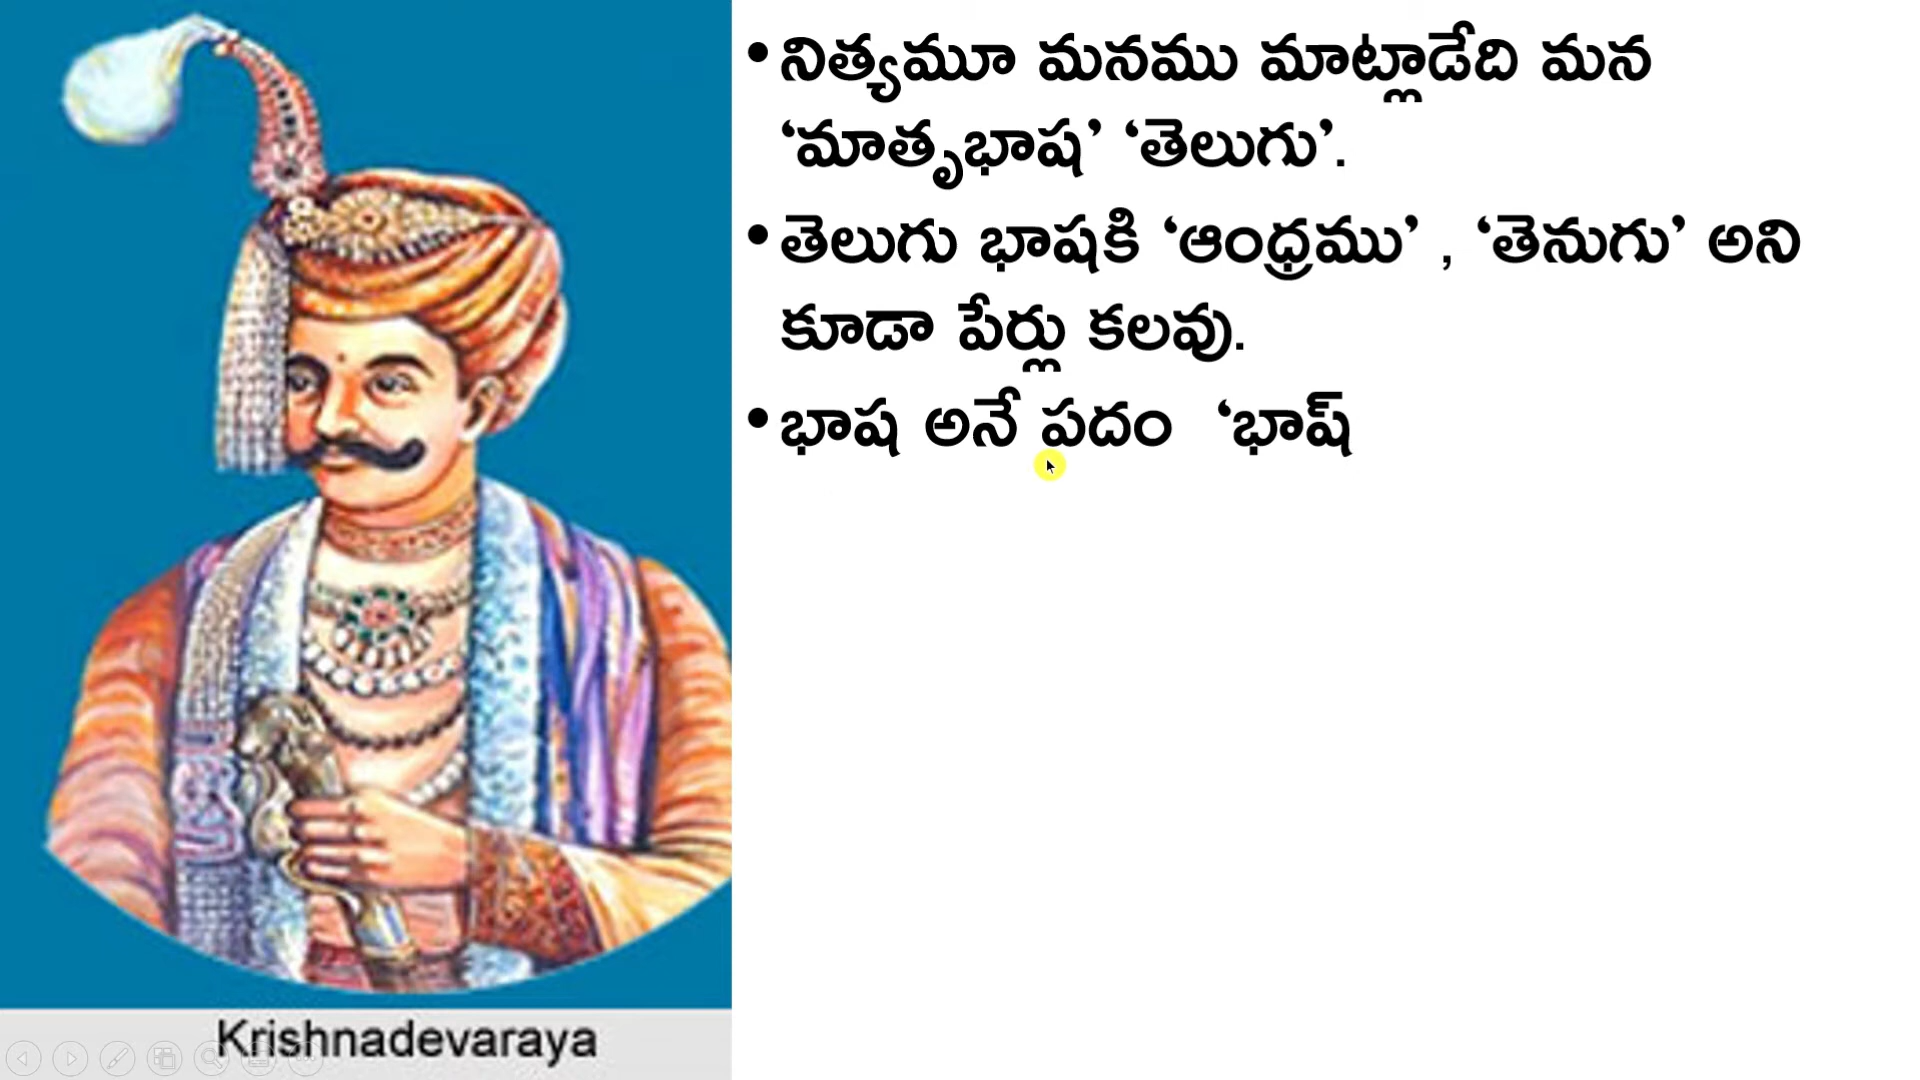 •నిత్యమూ మనము మాట్లాడేది మన
‘మాతృభాష’ ‘తెలుగు’.
•తెలుగు భాషకి ‘ఆంధ్రము’ , ‘తెనుగు’ అని
కూడా పేర్లు కలవు.
•భాష అనే పదం ‘భాష్
Krishnadevaraya